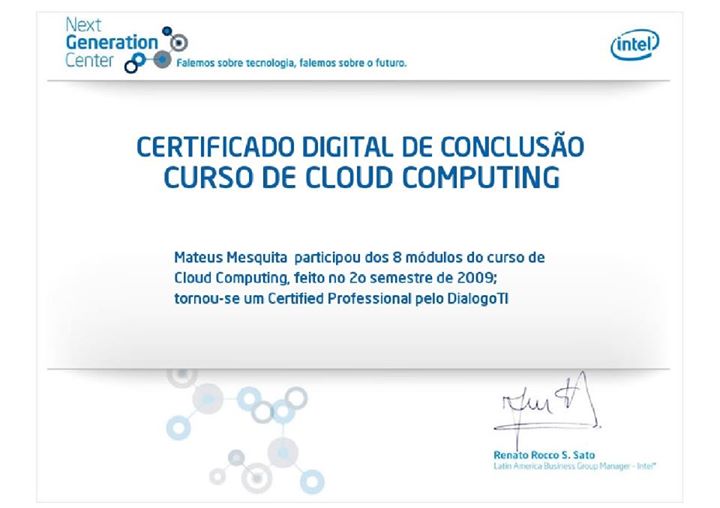 Next
Generation
Center
Falemos sobre tecnologia, falemos sobre o futuro.
intel
CERTIFICADO DIGITAL DE CONCLUSÃO
CURSO DE CLOUD COMPUTING
Mateus Mesquita participou dos 8 módulos do curso de
Cloud Computing, feito no 2o semestre de 2009;
tornou-se um Certified Professional pelo DialogoTI
Renato Rocco S. Sato
Latin America Business Group Manager - Intel®